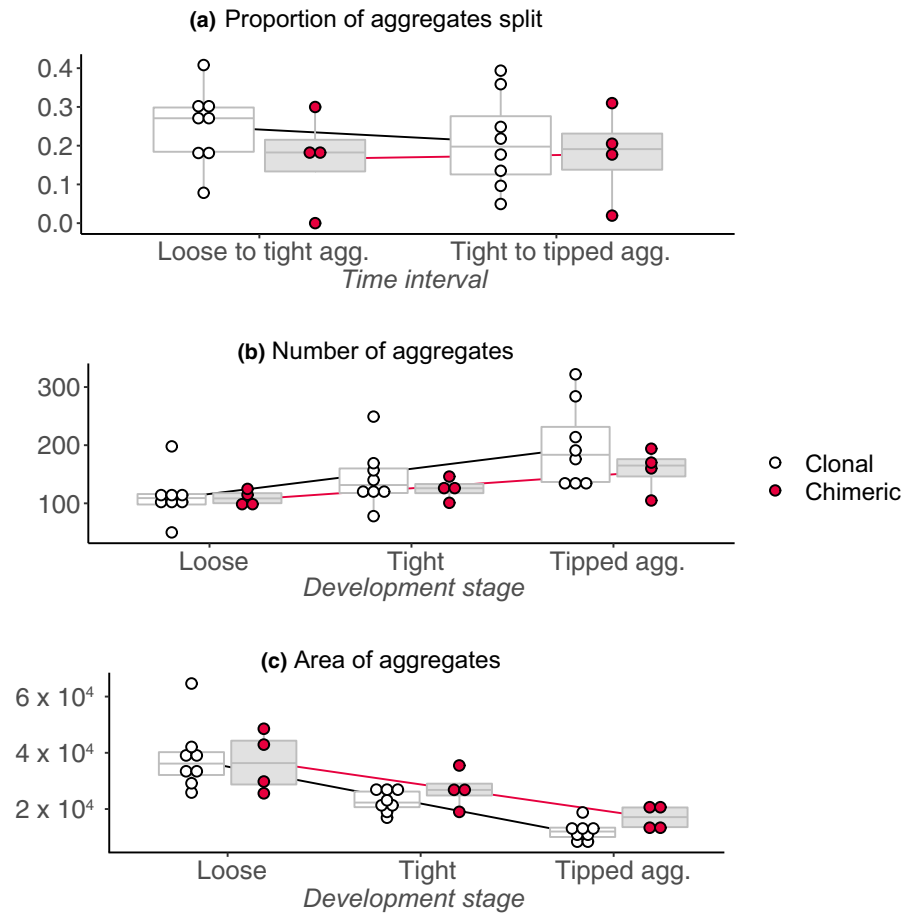 (a) Proportion of aggregates split
0.4
0.3
0.2
0.1
0.0
Loose to tight agg. Tight to tipped agg.
Time interval
(b) Number of aggregates
300
200
100
Loose Tight Tipped agg.
Development stage
Clonal
Chimeric
(c) Area of aggregates
6 x 10⁴
4 x 10⁴
2 x 10⁴
Loose Tight Tipped agg.
Development stage